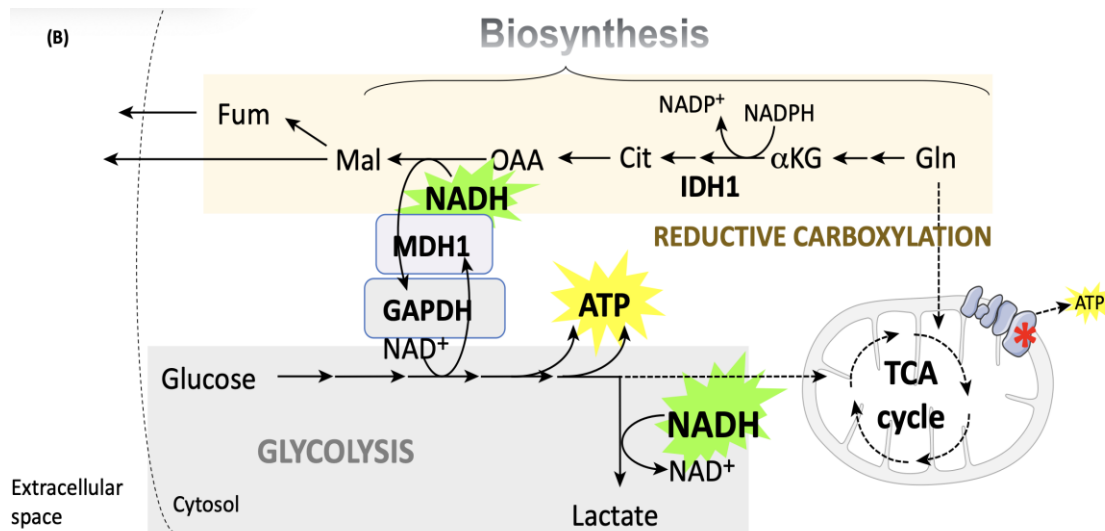 (B)
Biosynthesis
NADP⁺
NADPH
Fum
Mal
OAA
Cit
αKG
Gln
IDH1
NADH
REDUCTIVE CARBOXYLATION
MDH1
GAPDH
ATP
ATP
*
NAD⁺
Glucose
TCA
cycle
NADH
GLYCOLYSIS
NAD⁺
Extracellular
space
Cytosol
Lactate